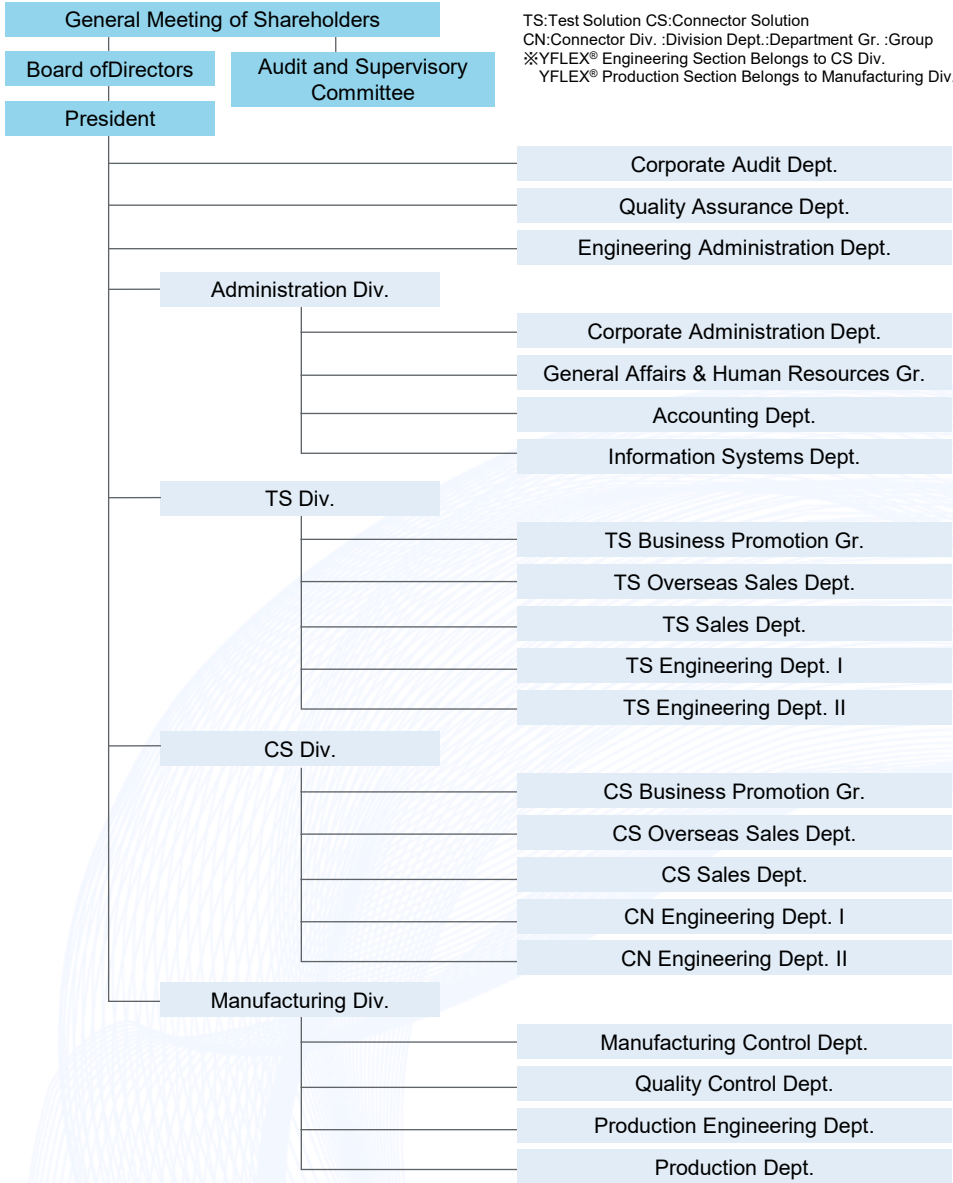 General Meeting of Shareholders
TS:Test Solution CS:Connector Solution
CN:Connector Div. :Division Dept.:Department Gr. :Group
※YFLEX® Engineering Section Belongs to CS Div.
YFLEX® Production Section Belongs to Manufacturing Div.
Board ofDirectors
Audit and Supervisory
Committee
President
Corporate Audit Dept.
Quality Assurance Dept.
Engineering Administration Dept.
Administration Div.
Corporate Administration Dept.
General Affairs & Human Resources Gr.
Accounting Dept.
Information Systems Dept.
TS Div.
TS Business Promotion Gr.
TS Overseas Sales Dept.
TS Sales Dept.
TS Engineering Dept. I
TS Engineering Dept. II
CS Div.
CS Business Promotion Gr.
CS Overseas Sales Dept.
CS Sales Dept.
CN Engineering Dept. I
CN Engineering Dept. II
Manufacturing Div.
Manufacturing Control Dept.
Quality Control Dept.
Production Engineering Dept.
Production Dept.